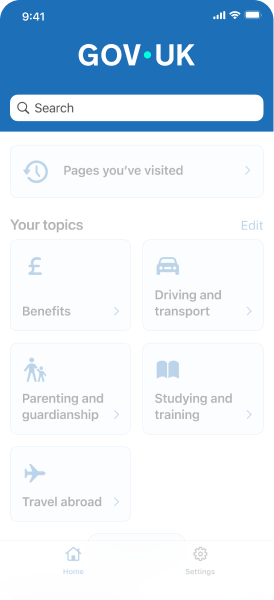 9:41
GOV·UK
Search
Pages you’ve visited
Your topics
Edit
Benefits
Driving and
transport
Parenting and
guardianship
Studying and
training
Travel abroad
Home
Settings